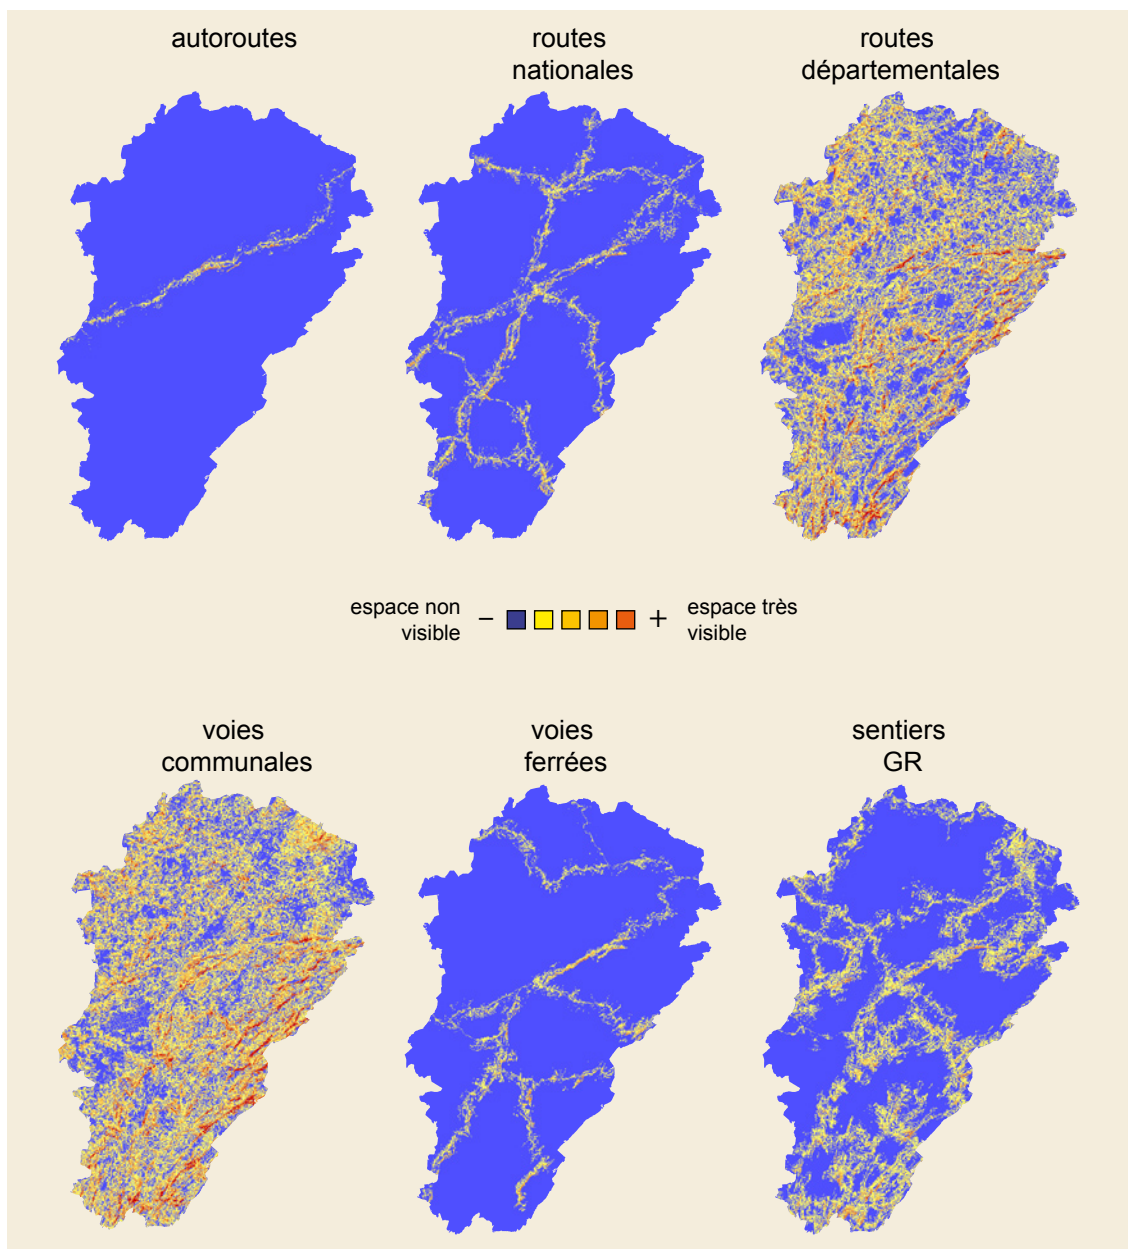 autoroutes
routes
nationales
routes
départementales
espace non
visible
–
+
espace très
visible
voies
communales
voies
ferrées
sentiers
GR